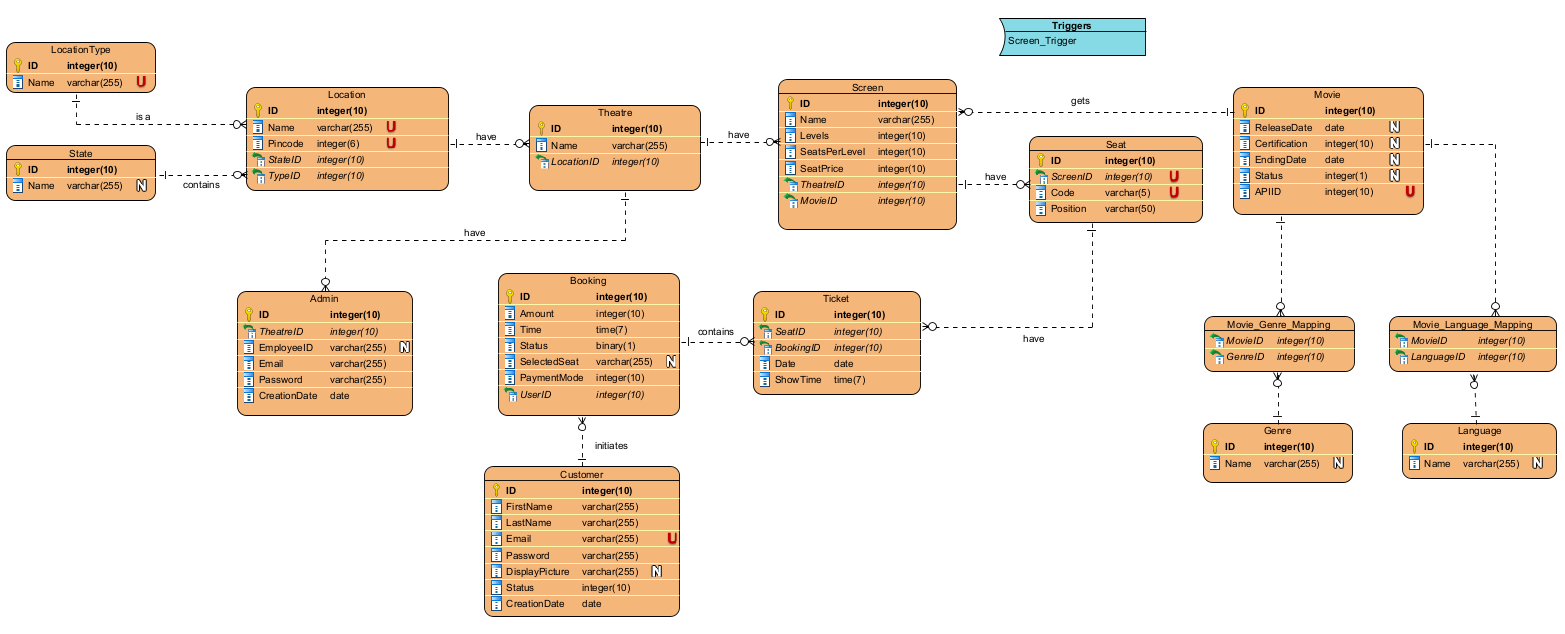 Triggers
Screen_Trigger
LocationType
ID integer(10)
Name varchar(255) U
is a
State
ID integer(10)
Name varchar(255) N
contains
Location
ID integer(10)
Name varchar(255) U
Pincode integer(6) U
StateID integer(10)
TypeID integer(10)
have
Theatre
ID integer(10)
Name varchar(255)
LocationID integer(10)
have
Screen
ID integer(10)
Name varchar(255)
Levels integer(10)
SeatsPerLevel integer(10)
SeatPrice integer(10)
TheatreID integer(10)
MovieID integer(10)
gets
have
Seat
ID integer(10)
ScreenID integer(10) U
Code varchar(5) U
Position varchar(50)
Movie
ID integer(10)
ReleaseDate date N
Certification integer(10) N
EndingDate date N
Status integer(1) N
APIID integer(10) U
have
Admin
ID integer(10)
TheatreID integer(10)
EmployeeID varchar(255) N
Email varchar(255)
Password varchar(255)
CreationDate date
Booking
ID integer(10)
Amount integer(10)
Time time(7)
Status binary(1)
SelectedSeat varchar(255) N
PaymentMode integer(10)
UserID integer(10)
contains
Ticket
ID integer(10)
SeatID integer(10)
BookingID integer(10)
Date date
ShowTime time(7)
have
Movie_Genre_Mapping
MovieID integer(10)
GenreID integer(10)
Movie_Language_Mapping
MovieID integer(10)
LanguageID integer(10)
initiates
Customer
ID integer(10)
FirstName varchar(255)
LastName varchar(255)
Email varchar(255) U
Password varchar(255)
DisplayPicture varchar(255) N
Status integer(10)
CreationDate date
Genre
ID integer(10)
Name varchar(255) N
Language
ID integer(10)
Name varchar(255) N